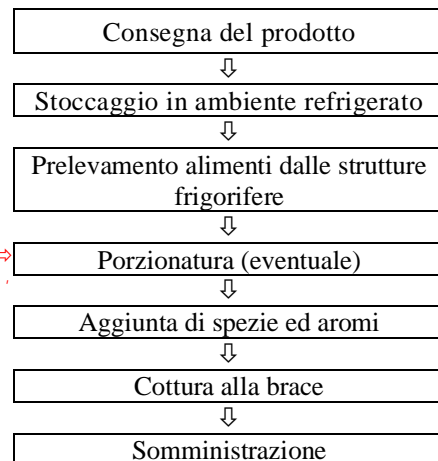 Consegna del prodotto
Stoccaggio in ambiente refrigerato
Prelevamento alimenti dalle strutture
frigorifere
Porzionatura (eventuale)
Aggiunta di spezie ed aromi
Cottura alla brace
Somministrazione